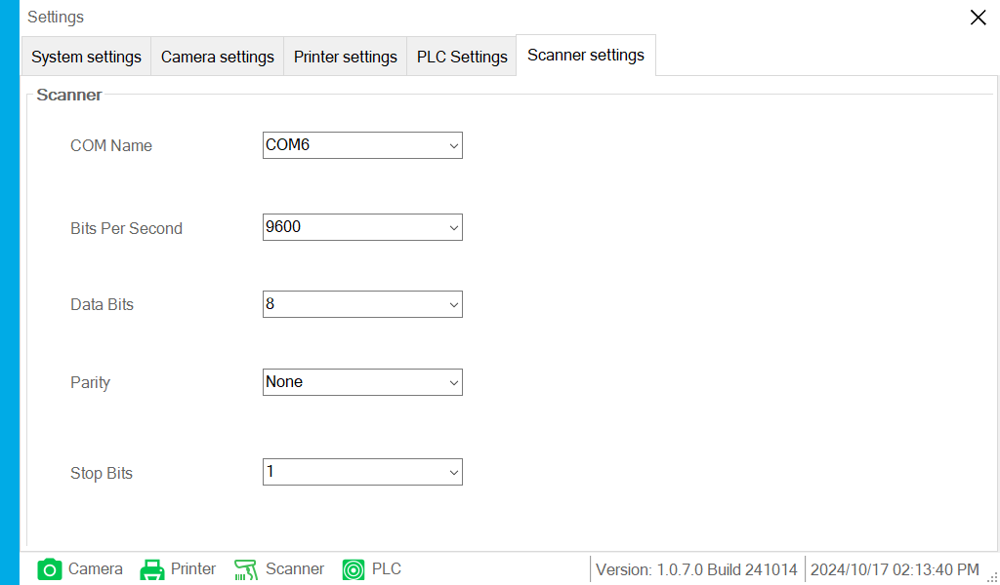 Settings
System settings Camera settings Printer settings PLC Settings Scanner settings
Scanner
COM Name COM6
Bits Per Second 9600
Data Bits 8
Parity None
Stop Bits 1
Camera Printer Scanner PLC Version: 1.0.7.0 Build 241014 2024/10/17 02:13:40 PM